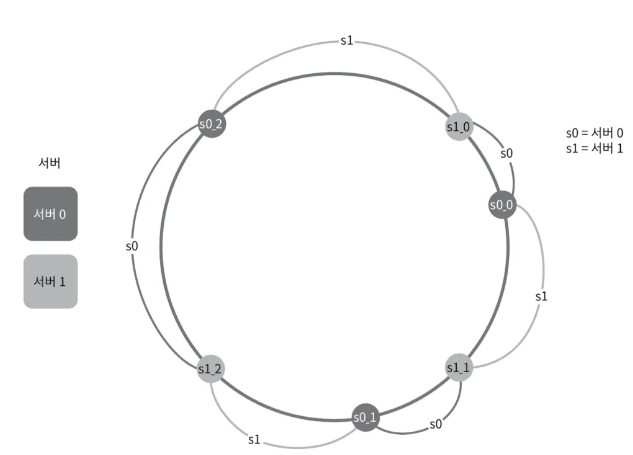 s1
s0_2
s1_0
s0 = 서버 0
s1 = 서버 1
s0
서버
서버 0
s0_0
s0
서버 1
s1
s1_2
s1_1
s0_1
s0
s1